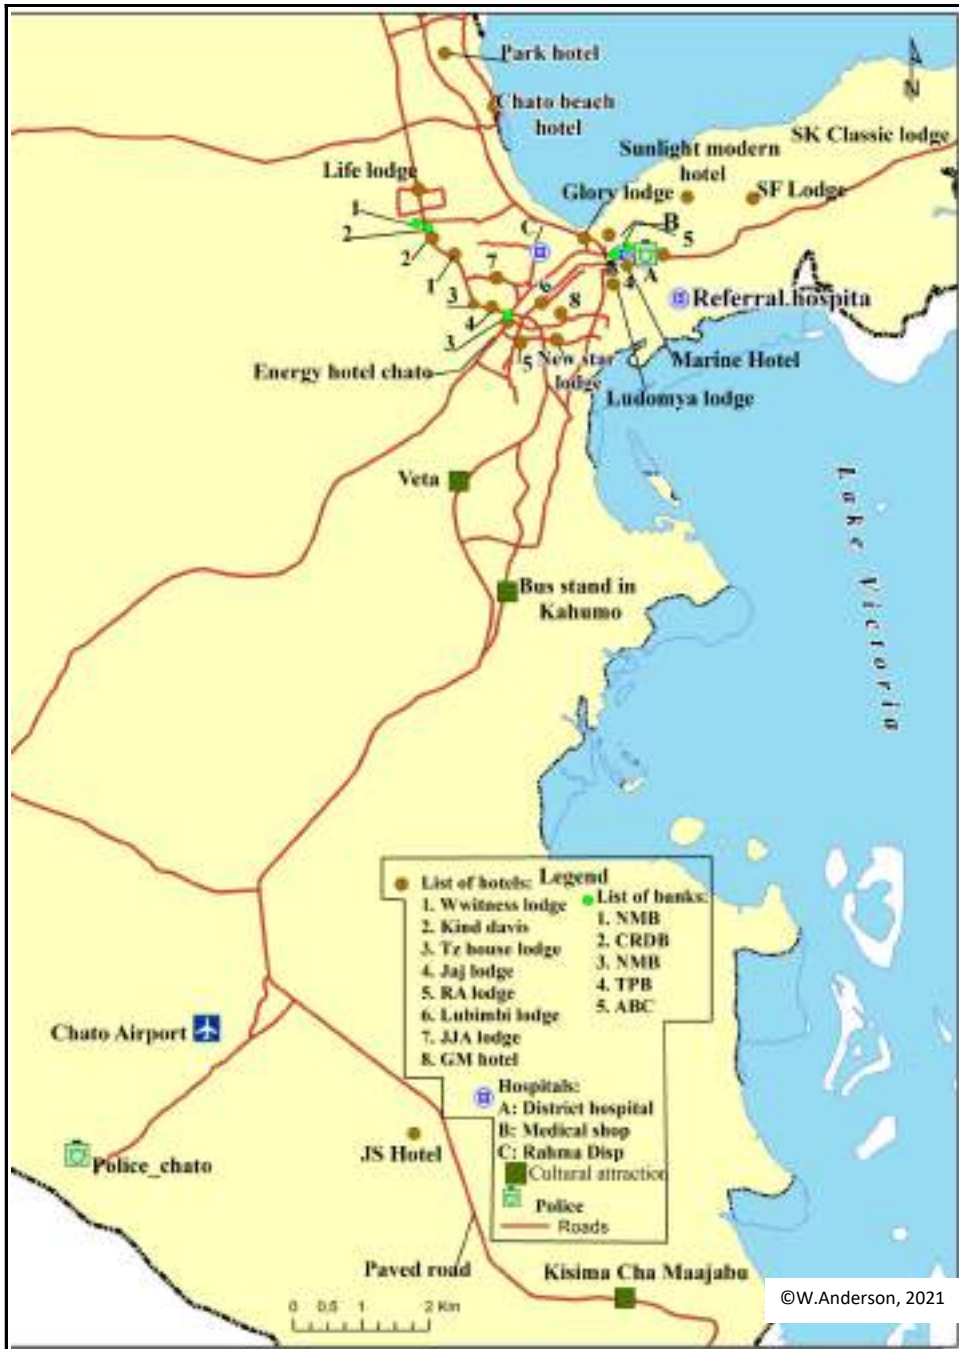 Park hotel
Chato beach
hotel
N
SK Classic lodge
Sunlight modern
hotel
Life lodge
Glory lodge
SF Lodge
1
C
B
2
5
2
7
A
1
4
6
Referral.hospita
3
8
4
3
Energy hotel chato
5
New star
lodge
Marine Hotel
Ludomya lodge
Veta
Lake Victoria
Bus stand in
Kahumo
Legend
List of hotels:
1. Wwitness lodge
2. Kind davis
3. Tz house lodge
4. Jaj lodge
5. RA lodge
6. Lubimbi lodge
7. JJA lodge
8. GM hotel
List of banks:
1. NMB
2. CRDB
3. NMB
4. TPB
5. ABC
Hospitals:
A: District hospital
B: Medical shop
C: Rahma Disp
Cultural attraction
Police
Roads
Chato Airport
Police_chato
JS Hotel
Paved road
Kisima Cha Maajabu
0 0.5 1 2 Km
©W.Anderson, 2021